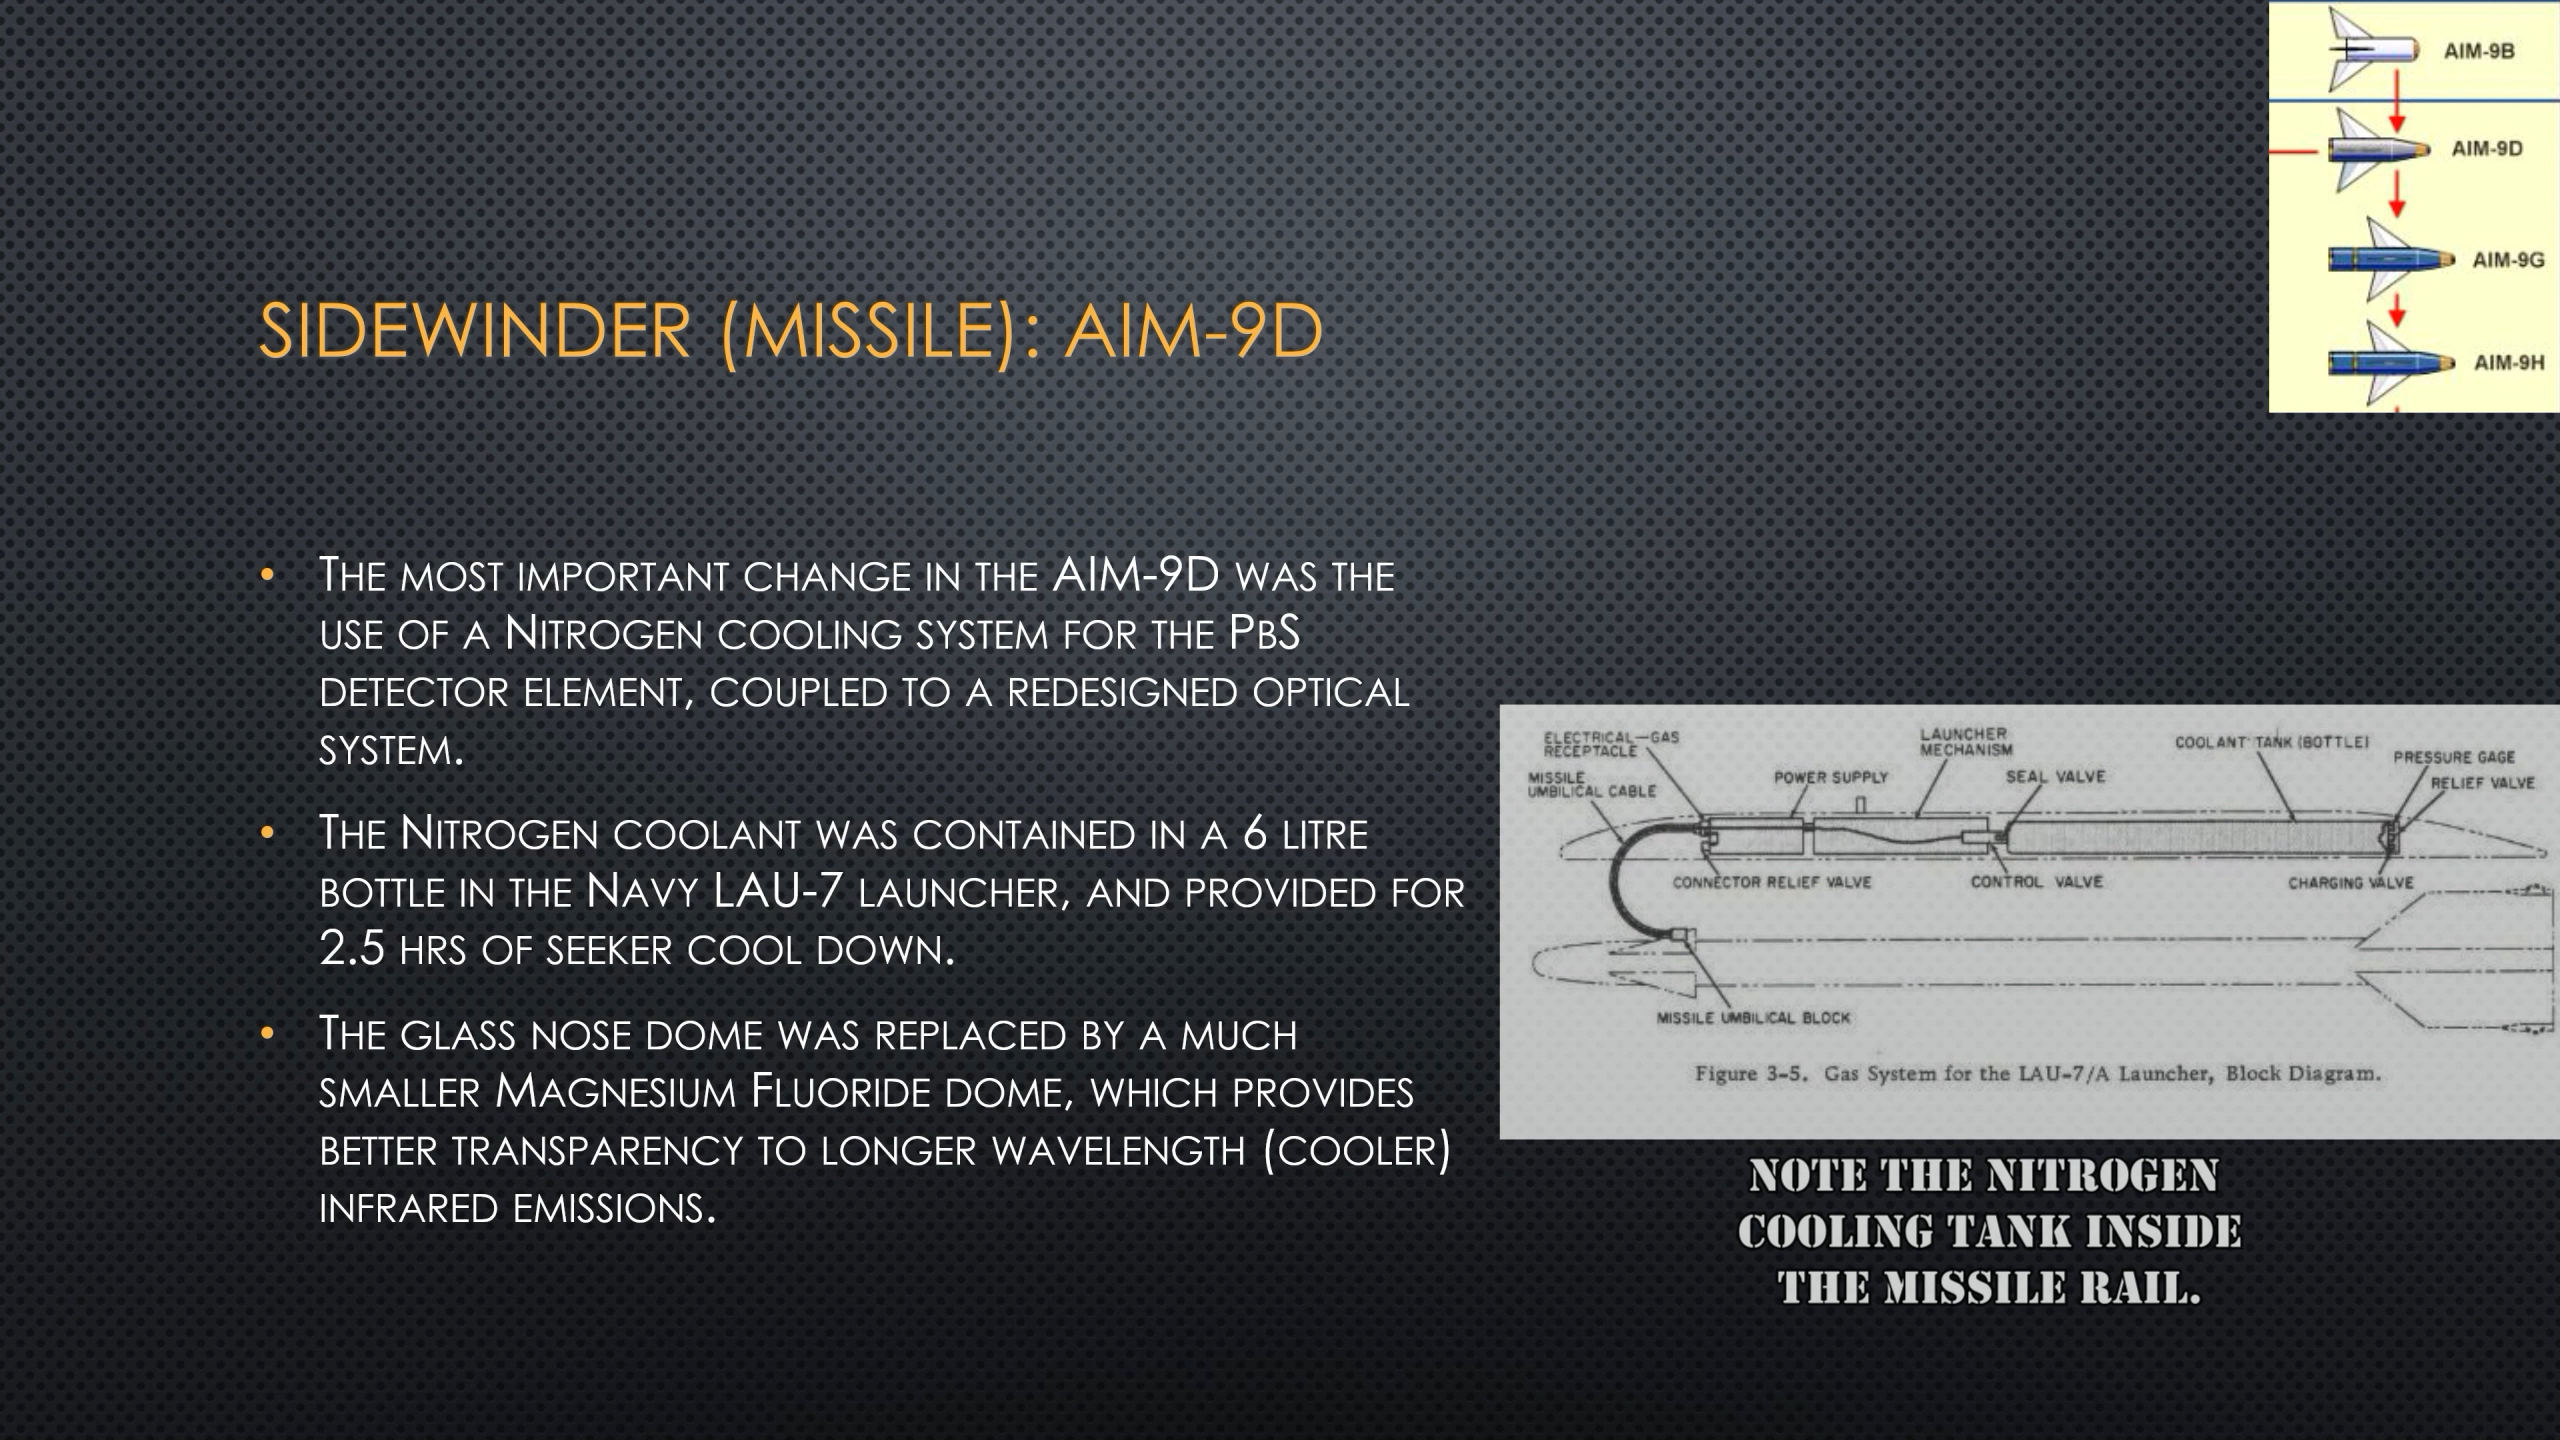 AIM-9B
AIM-9D
AIM-9G
AIM-9H
SIDEWINDER (MISSILE): AIM-9D
• The most important change in the AIM-9D was the
use of a Nitrogen cooling system for the PbS
detector element, coupled to a redesigned optical
system.
• The Nitrogen coolant was contained in a 6 litre
bottle in the Navy LAU-7 launcher, and provided for
2.5 hrs of seeker cool down.
• The glass nose dome was replaced by a much
smaller Magnesium Fluoride dome, which provides
better transparency to longer wavelength (cooler)
infrared emissions.
ELECTRICAL-GAS
RECEPTACLE
MISSILE
UMBILICAL CABLE
POWER SUPPLY
LAUNCHER
MECHANISM
SEAL VALVE
COOLANT TANK (BOTTLE)
PRESSURE GAGE
RELIEF VALVE
CONNECTOR RELIEF VALVE
CONTROL VALVE
CHARGING VALVE
MISSILE UMBILICAL BLOCK
Figure 3-5. Gas System for the LAU-7/A Launcher, Block Diagram.
NOTE THE NITROGEN
COOLING TANK INSIDE
THE MISSILE RAIL.